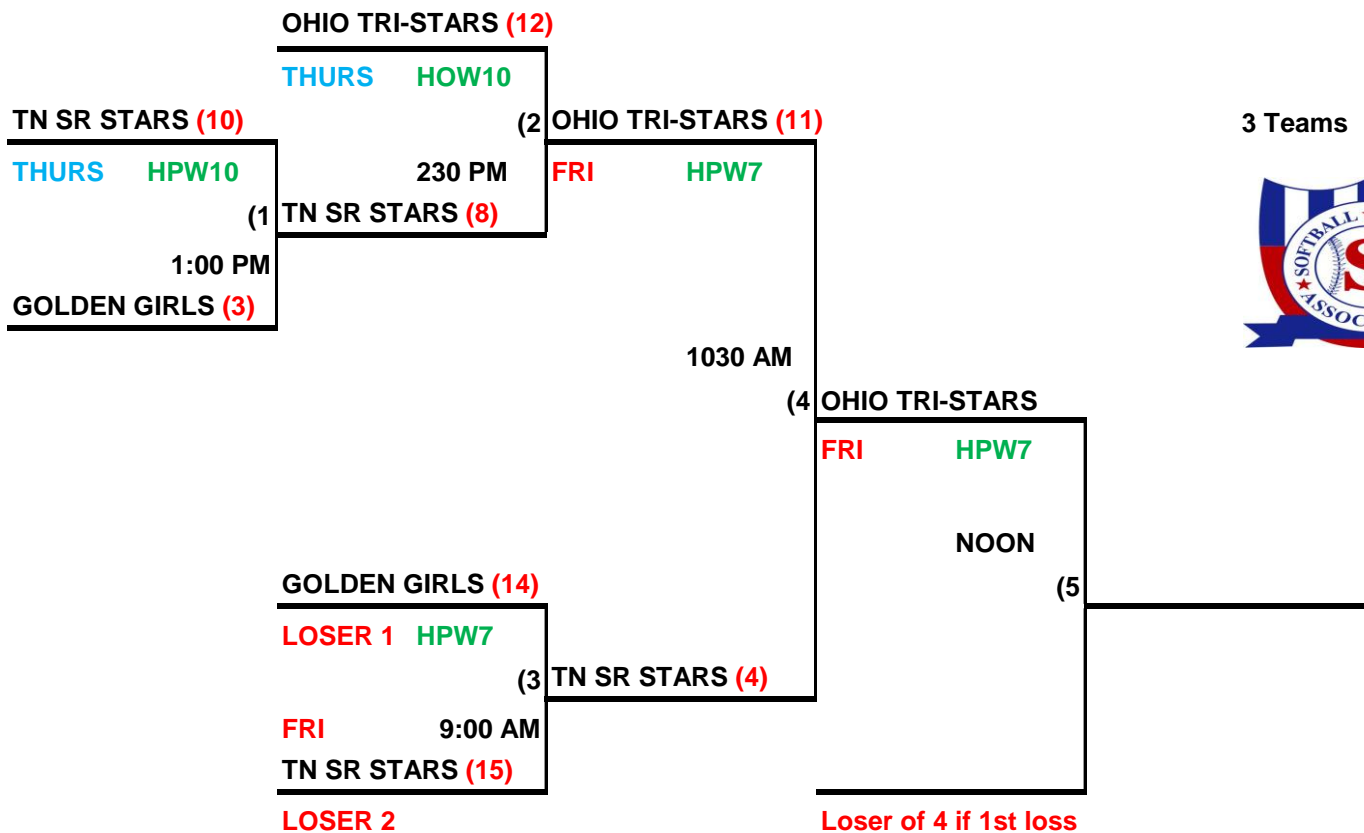 OHIO TRI-STARS (12)
THURS HOW10
TN SR STARS (10)
(2 OHIO TRI-STARS (11)
3 Teams
THURS HPW10
230 PM
FRI HPW7
(1 TN SR STARS (8)
1:00 PM
GOLDEN GIRLS (3)
SOFTBALL
S
ASSOC
1030 AM
(4 OHIO TRI-STARS
FRI HPW7
NOON
GOLDEN GIRLS (14)
(5
LOSER 1 HPW7
(3 TN SR STARS (4)
FRI 9:00 AM
TN SR STARS (15)
LOSER 2
Loser of 4 if 1st loss